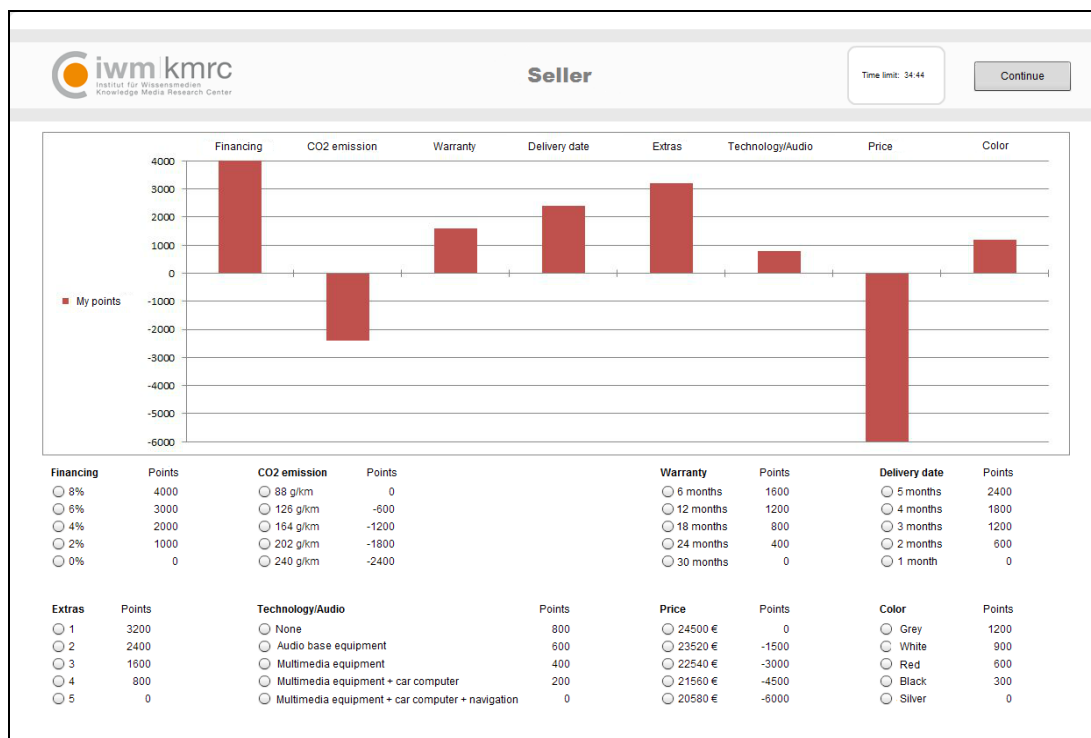 iwm|kmrc
Institut für Wissensmedien
Knowledge Media Research Center
Seller
Time limit: 34:44
Continue
Financing CO2 emission Warranty Delivery date Extras Technology/Audio Price Color
4000
3000
2000
1000
0
My points
-1000
-2000
-3000
-4000
-5000
-6000
Financing Points CO2 emission Points Warranty Points Delivery date Points
8% 4000 88 g/km 0 6 months 1600 5 months 2400
6% 3000 126 g/km -600 12 months 1200 4 months 1800
4% 2000 164 g/km -1200 18 months 800 3 months 1200
2% 1000 202 g/km -1800 24 months 400 2 months 600
0% 0 240 g/km -2400 30 months 0 1 month 0
Extras Points Technology/Audio Points Price Points Color Points
1 3200 None 800 24500 € 0 Grey 1200
2 2400 Audio base equipment 600 23520 € -1500 White 900
3 1600 Multimedia equipment 400 22540 € -3000 Red 600
4 800 Multimedia equipment + car computer 200 21560 € -4500 Black 300
5 0 Multimedia equipment + car computer + navigation 0 20580 € -6000 Silver 0